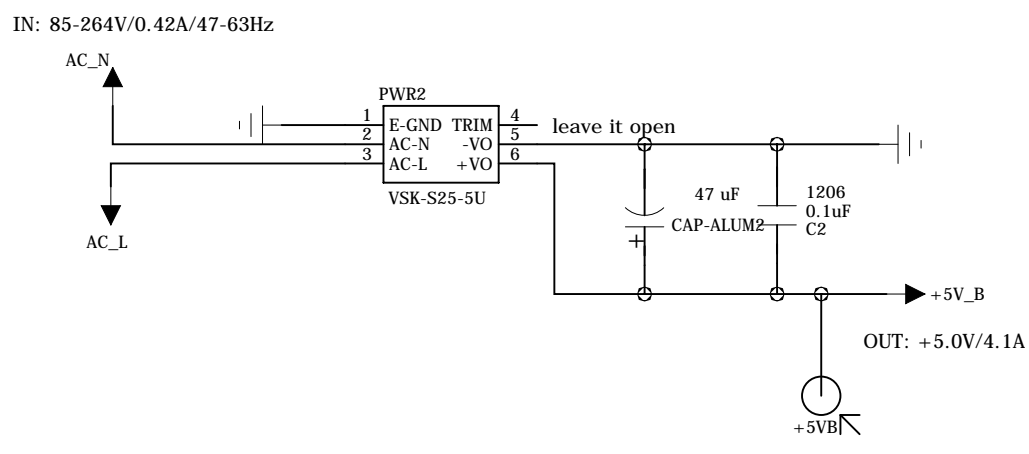 IN: 85-264V/0.42A/47-63Hz
AC_N
PWR2
1 E-GND TRIM 4
2 AC-N -VO 5
3 AC-L +VO 6
leave it open
VSK-S25-5U
AC_L
47 uF
CAP-ALUM2
+
1206
0.1uF
C2
+5V_B
OUT: +5.0V/4.1A
+5VB